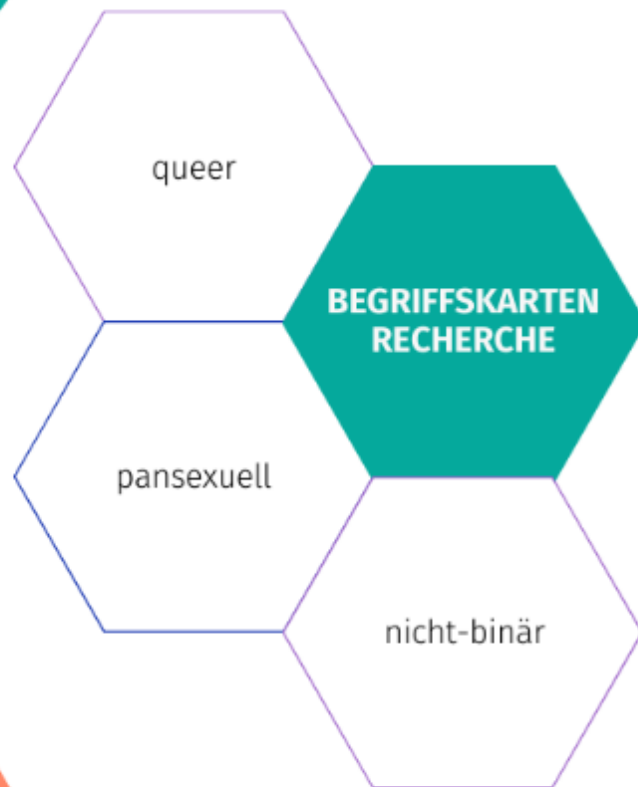 queer
BEGRIFFSKARTEN
RECHERCHE
pansexuell
nicht-binär